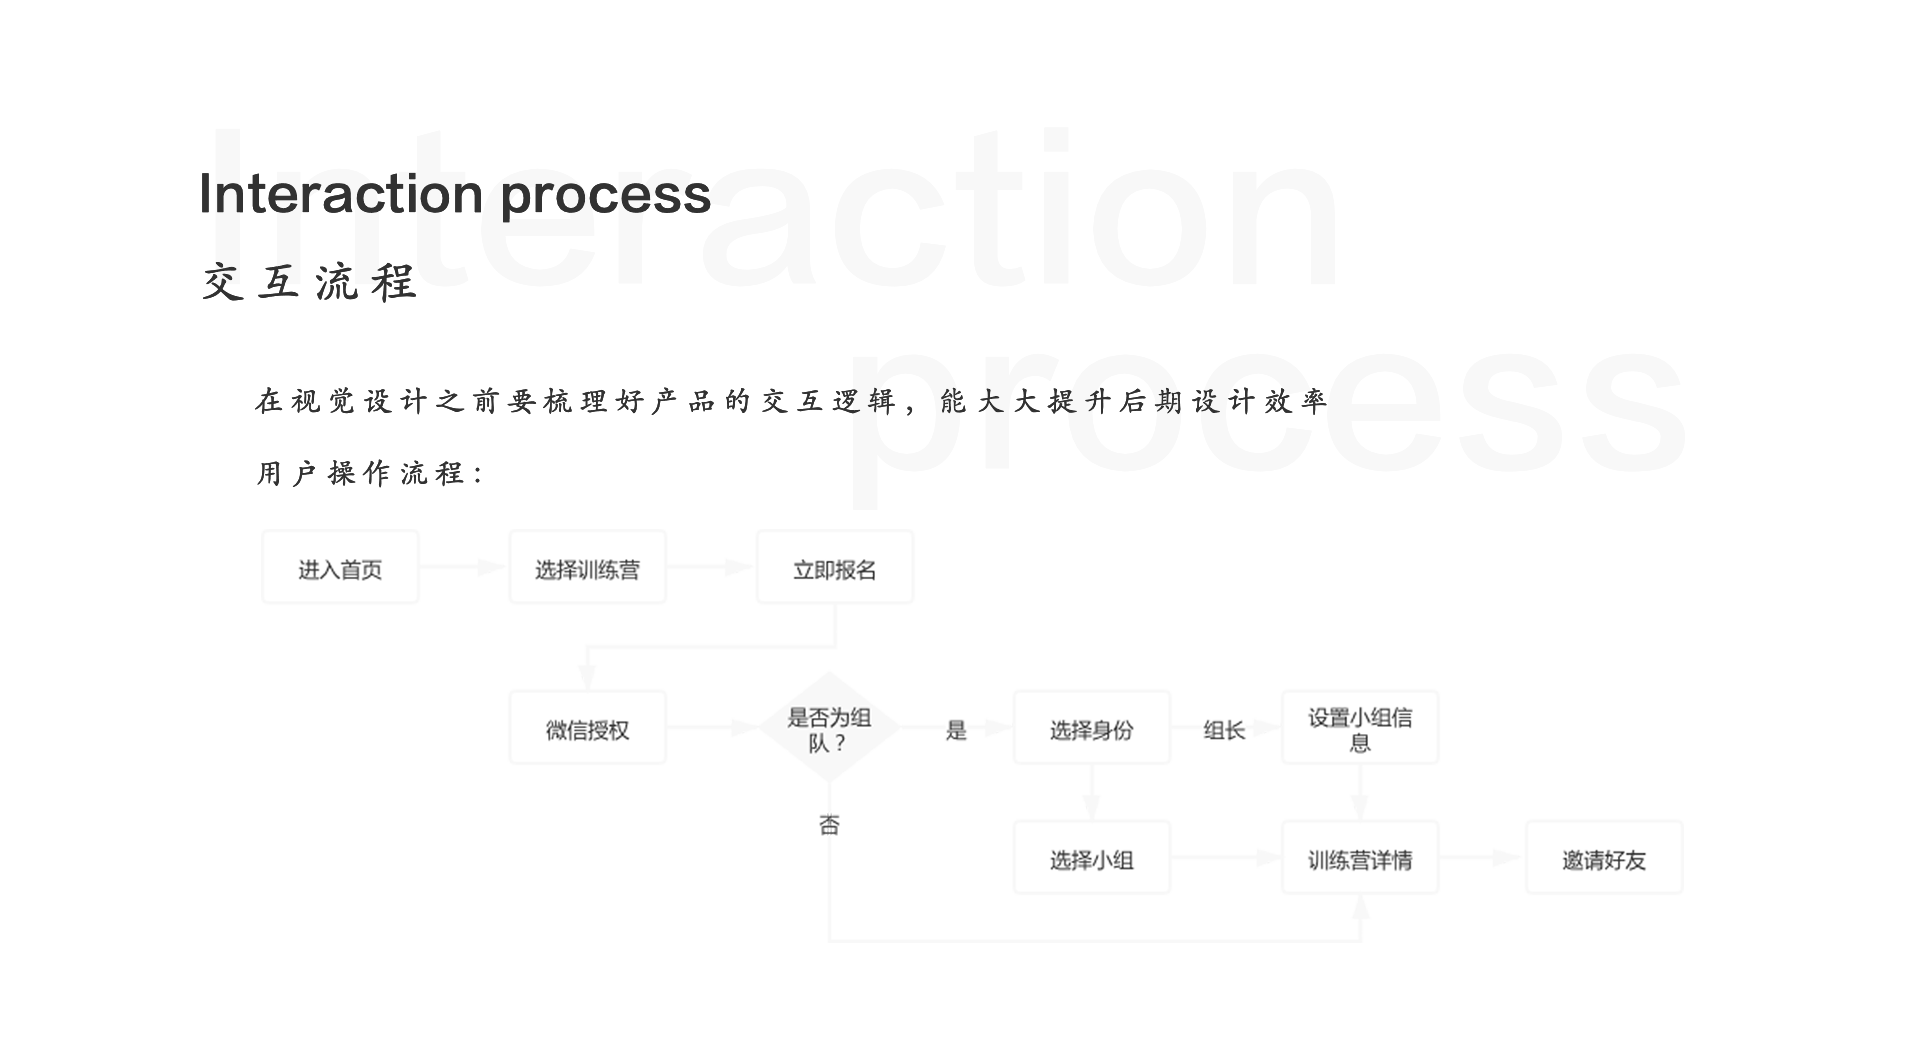 Interaction
Interaction process
交互流程
process
在视觉设计之前要梳理好产品的交互逻辑，能大大提升后期设计效率
用户操作流程：
进入首页
选择训练营
立即报名
微信授权
是否为组
队？
是
选择身份
组长
设置小组信
息
否
选择小组
训练营详情
邀请好友